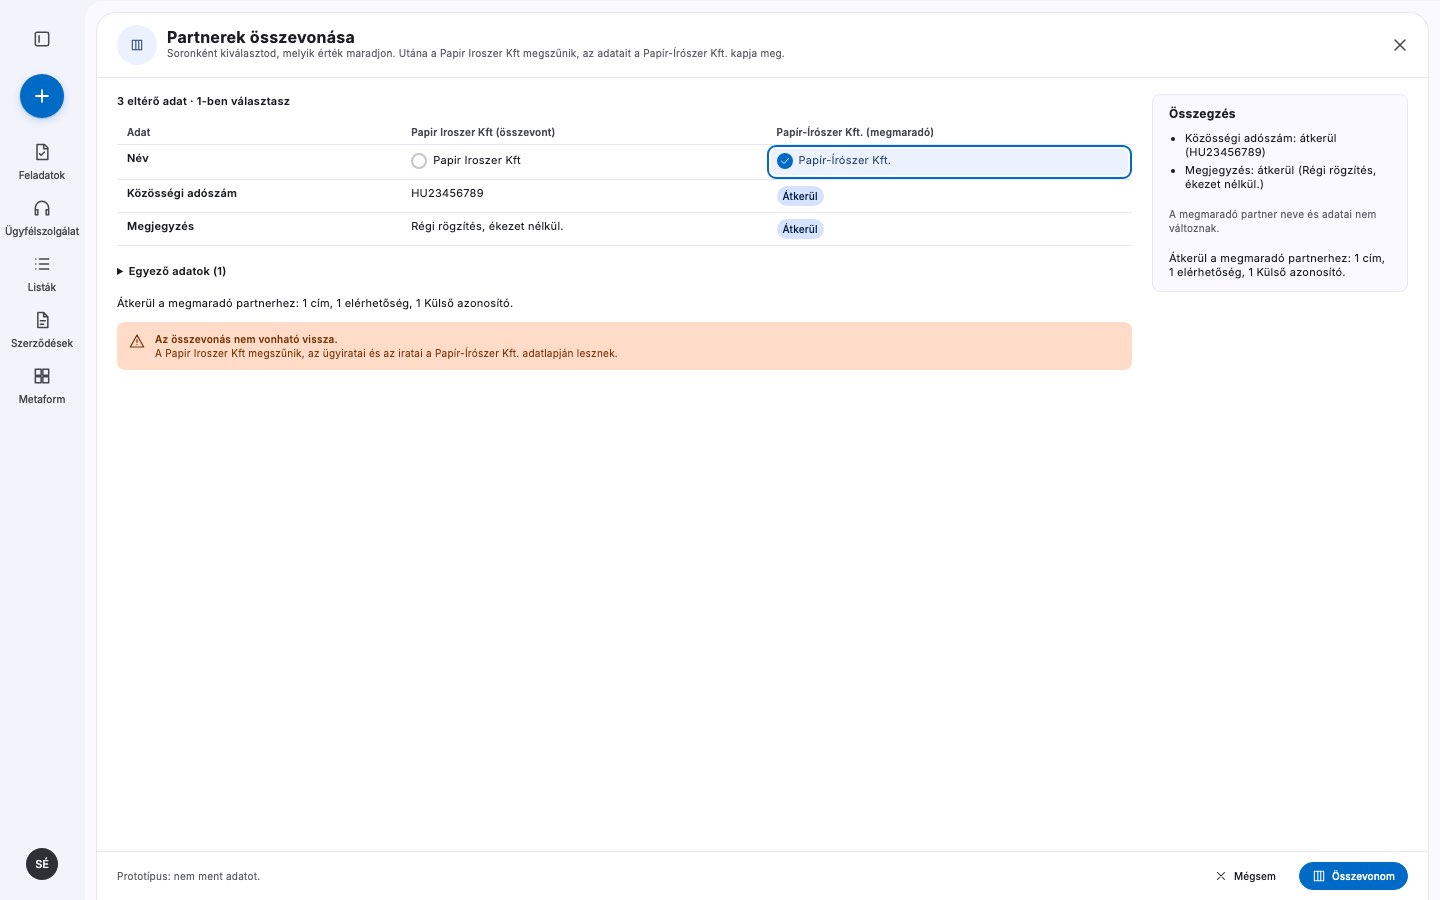 Partnerek összevonása
Soronként kiválasztod, melyik érték maradjon. Utána a Papir Iroszer Kft megszűnik, az adatait a Papír-Írószer Kft. kapja meg.
Feladatok
Ügyfélszolgálat
Listák
Szerződések
Metaform
SÉ
3 eltérő adat · 1-ben választasz
Adat Papir Iroszer Kft (összevont) Papír-Írószer Kft. (megmaradó)
Név Papir Iroszer Kft Papír-Írószer Kft.
Közösségi adószám HU23456789 Átkerül
Megjegyzés Régi rögzítés, ékezet nélkül. Átkerül
Egyező adatok (1)
Átkerül a megmaradó partnerhez: 1 cím, 1 elérhetőség, 1 Külső azonosító.
Az összevonás nem vonható vissza.
A Papir Iroszer Kft megszűnik, az ügyiratai és az iratai a Papír-Írószer Kft. adatlapján lesznek.
Összegzés
Közösségi adószám: átkerül
(HU23456789)
Megjegyzés: átkerül (Régi rögzítés,
ékezet nélkül.)
A megmaradó partner neve és adatai nem
változnak.
Átkerül a megmaradó partnerhez: 1 cím,
1 elérhetőség, 1 Külső azonosító.
Prototípus: nem ment adatot.
Mégsem
Összevonom